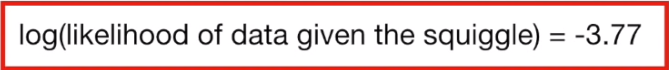 log(likelihood of data given the squiggle) = -3.77